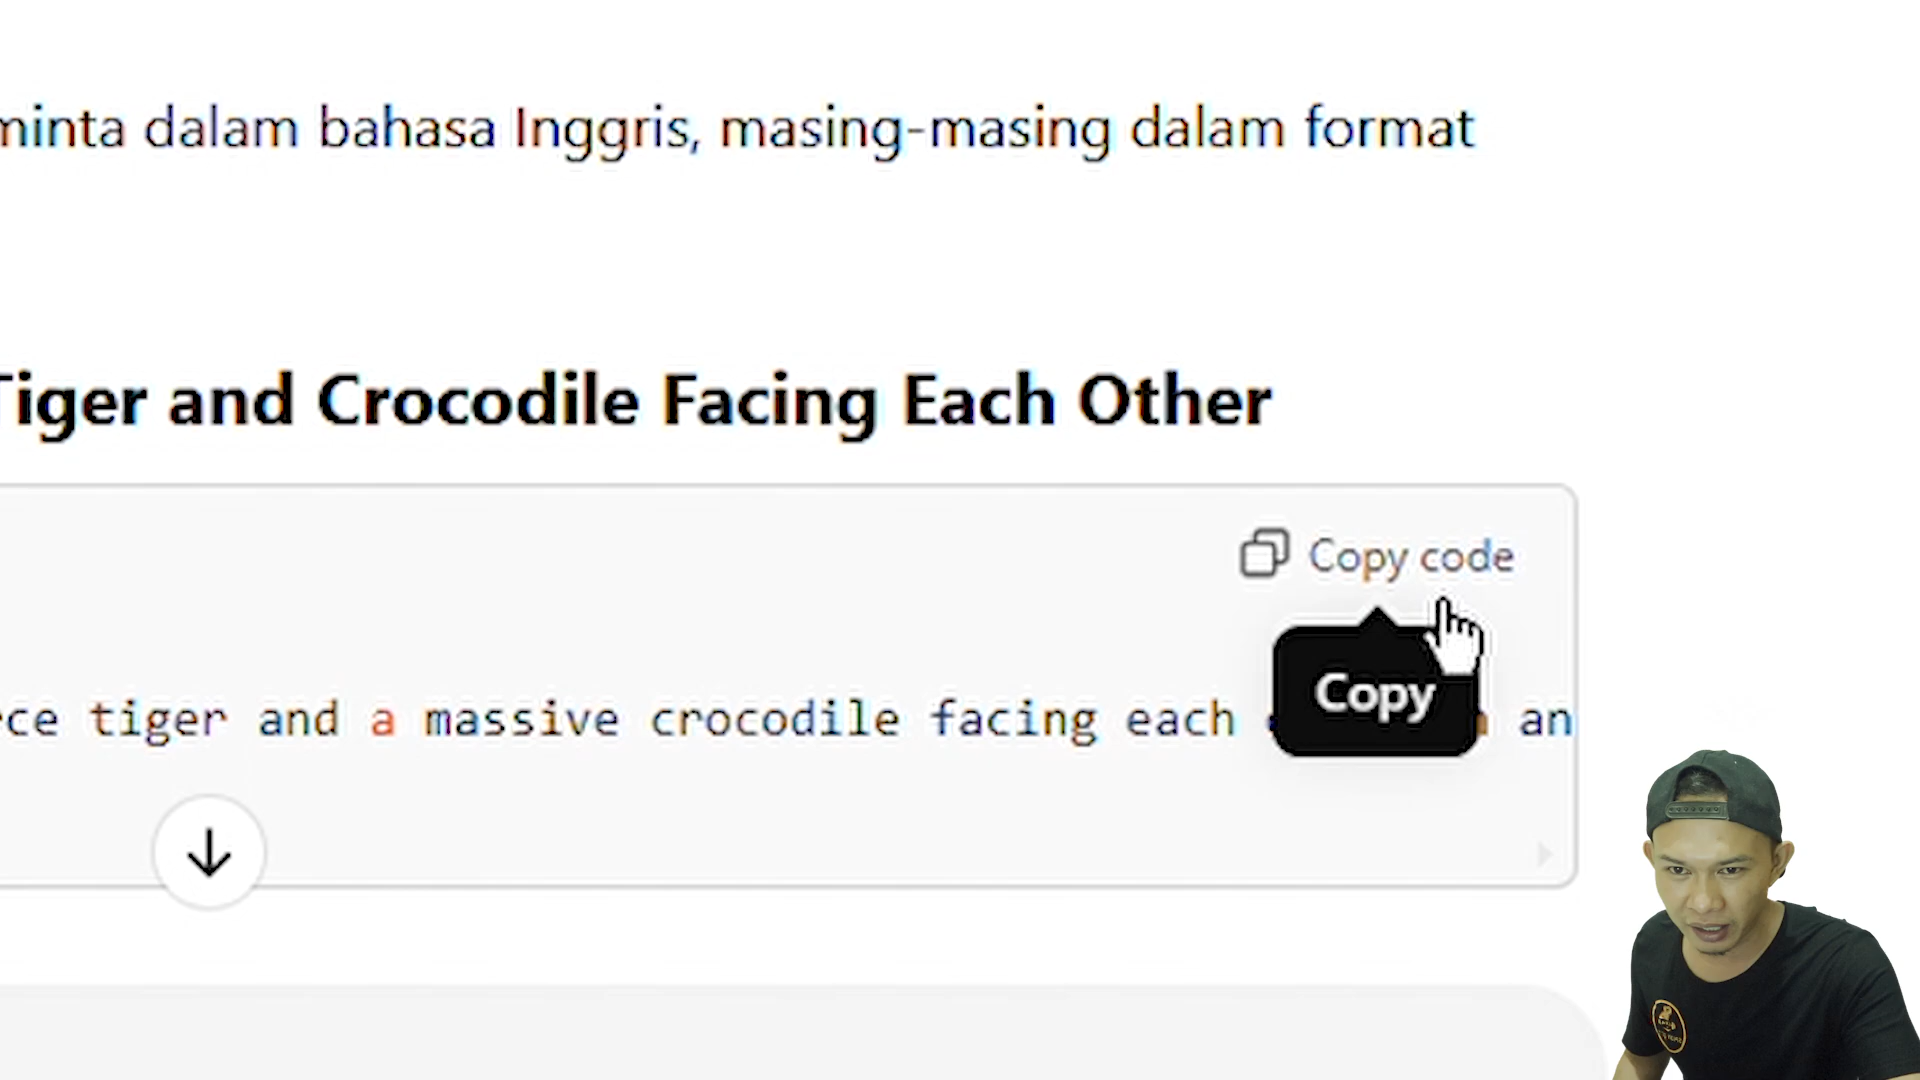 minta dalam bahasa Inggris, masing-masing dalam format
Tiger and Crocodile Facing Each Other
Copy code
Copy
rce tiger and a massive crocodile facing each an